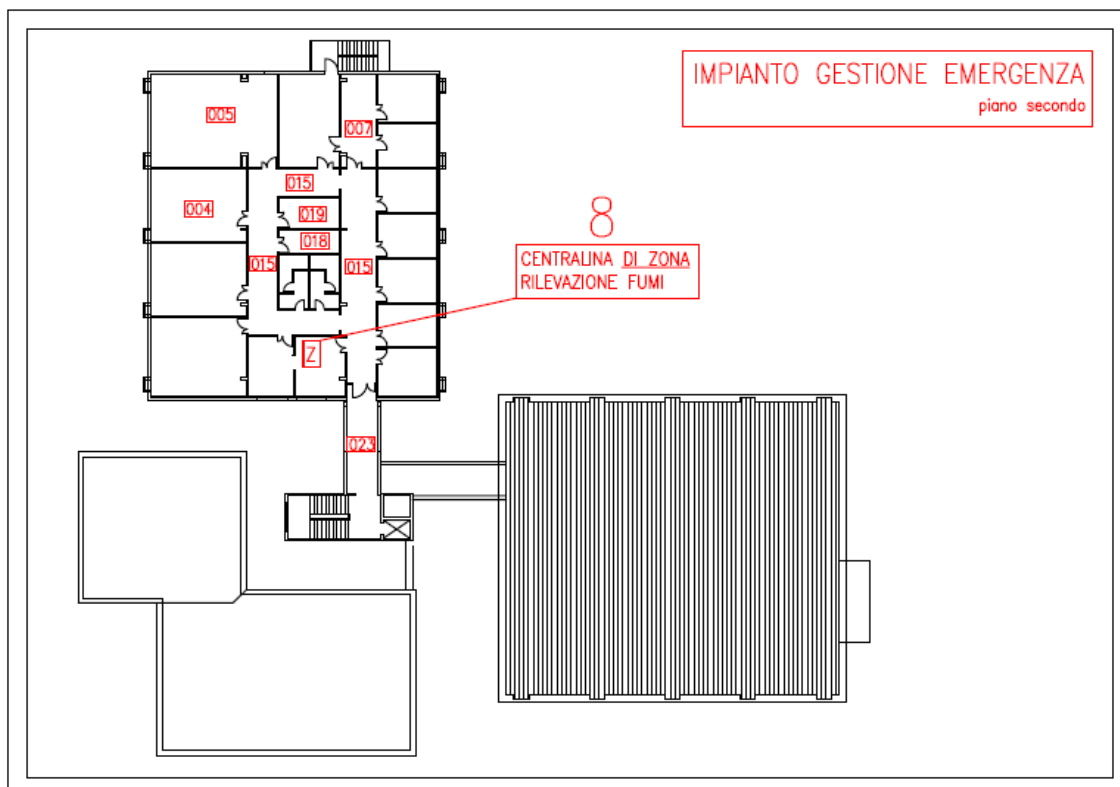 IMPIANTO GESTIONE EMERGENZA
piano secondo
005
007
015
004
019
018
015
015
8
CENTRALINA DI ZONA
RILEVAZIONE FUMI
Z
023